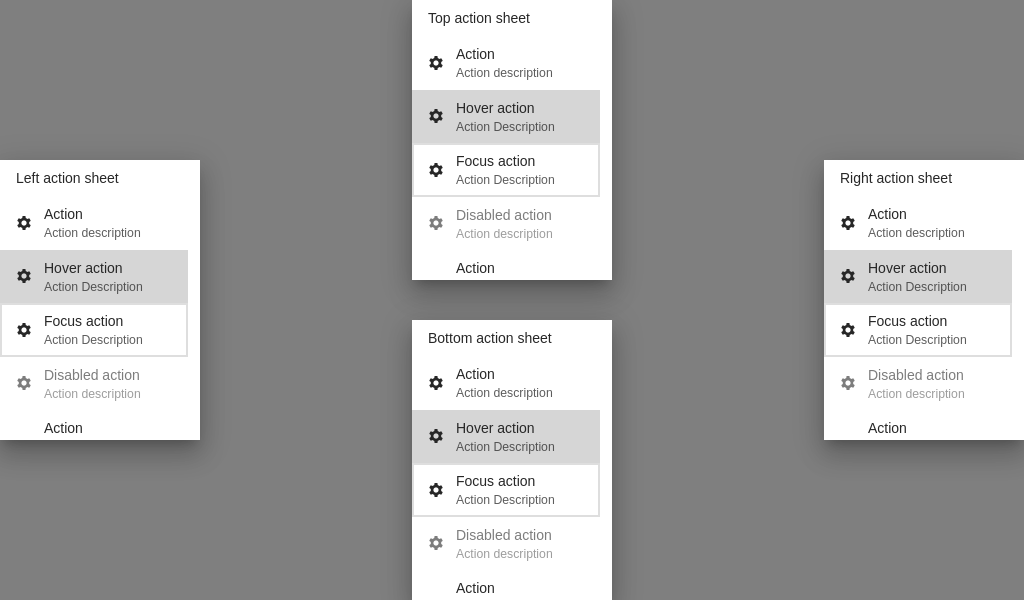 Top action sheet
Action
Action description
Hover action
Action Description
Focus action
Action Description
Disabled action
Action description
Action
Left action sheet
Action
Action description
Hover action
Action Description
Focus action
Action Description
Disabled action
Action description
Action
Right action sheet
Action
Action description
Hover action
Action Description
Focus action
Action Description
Disabled action
Action description
Action
Bottom action sheet
Action
Action description
Hover action
Action Description
Focus action
Action Description
Disabled action
Action description
Action